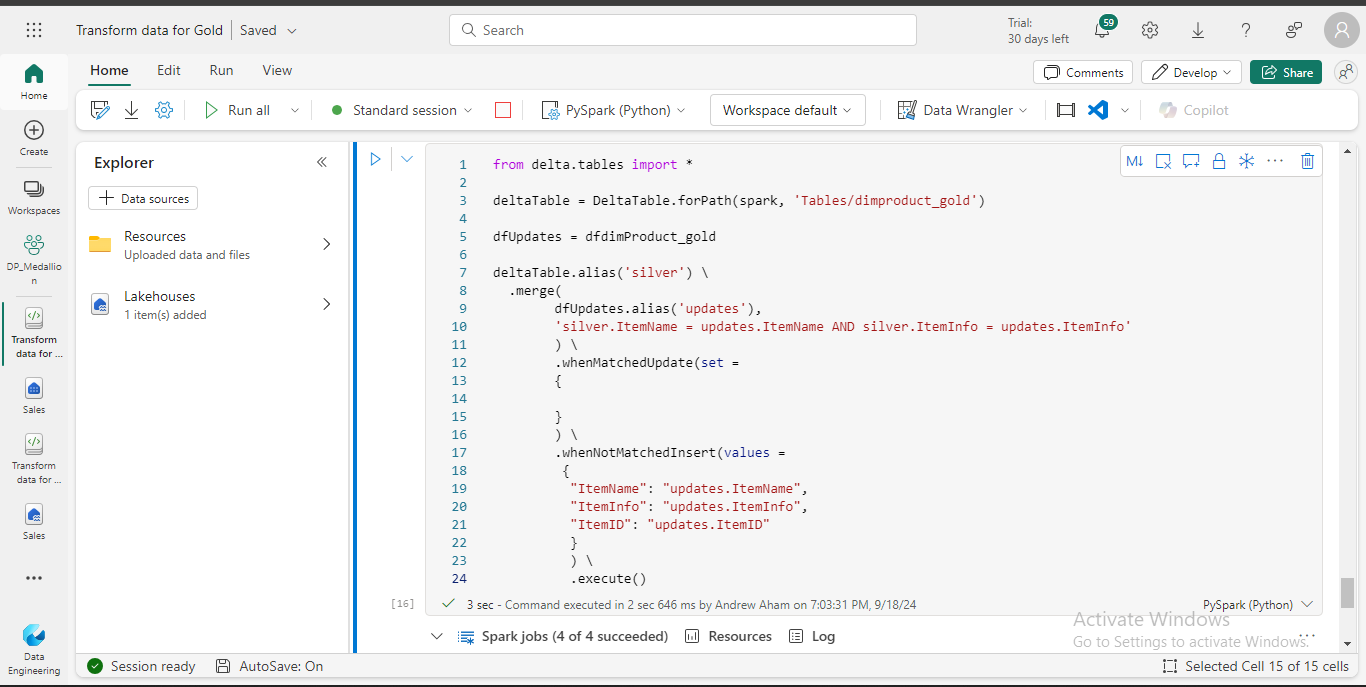 Transform data for Gold
Saved
Search
Trial:
30 days left
59
Home
Edit
Run
View
Comments
Develop
Share
Run all
Standard session
PySpark (Python)
Workspace default
Data Wrangler
Copilot
Home
Create
Workspaces
DP_Medallio
n
Transform
data for ...
Sales
Transform
data for ...
Sales
Data
Engineering
Explorer
Data sources
Resources
Uploaded data and files
Lakehouses
1 item(s) added
M↓
1 from delta.tables import *
2
3 deltaTable = DeltaTable.forPath(spark, 'Tables/dimproduct_gold')
4
5 dfUpdates = dfdimProduct_gold
6
7 deltaTable.alias('silver') \
8 .merge(
9 dfUpdates.alias('updates'),
10 'silver.ItemName = updates.ItemName AND silver.ItemInfo = updates.ItemInfo'
11 ) \
12 .whenMatchedUpdate(set =
13 {
14
15 }
16 ) \
17 .whenNotMatchedInsert(values =
18 {
19 "ItemName": "updates.ItemName",
20 "ItemInfo": "updates.ItemInfo",
21 "ItemID": "updates.ItemID"
22 }
23 ) \
24 .execute()
[16]
3 sec - Command executed in 2 sec 646 ms by Andrew Aham on 7:03:31 PM, 9/18/24
PySpark (Python)
Spark jobs (4 of 4 succeeded)
Resources
Log
Activate Windows
Go to Settings to activate Windows.
Session ready
AutoSave: On
Selected Cell 15 of 15 cells